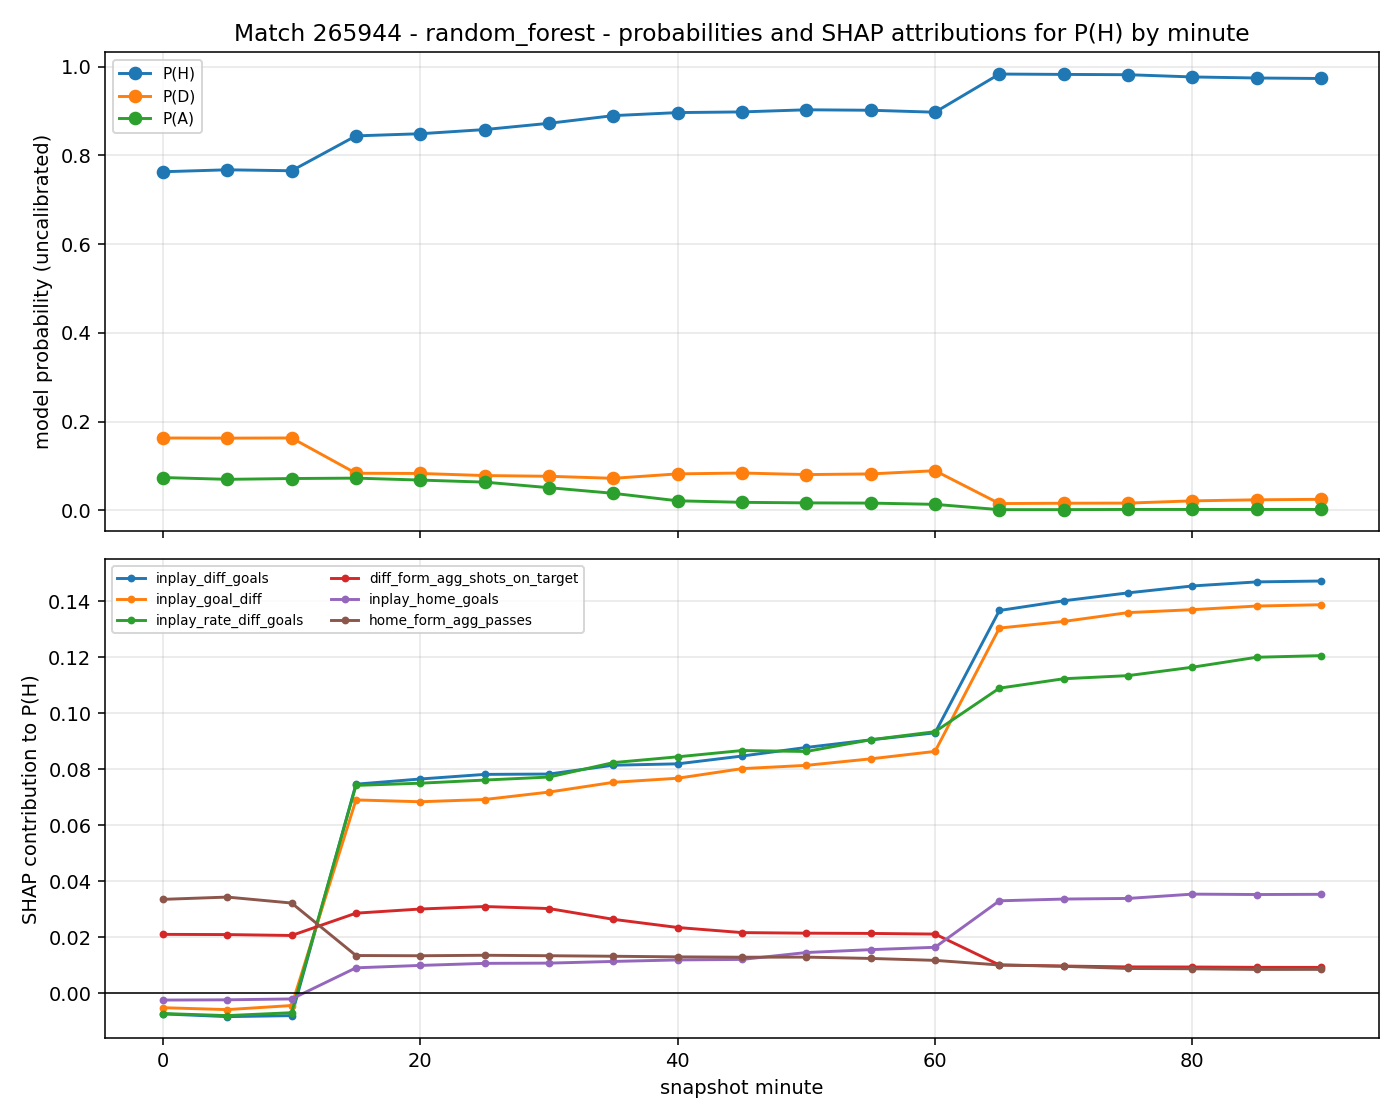 Match 265944 - random_forest - probabilities and SHAP attributions for P(H) by minute
model probability (uncalibrated)
1.0
0.8
0.6
0.4
0.2
0.0
P(H)
P(D)
P(A)
SHAP contribution to P(H)
0.14
0.12
0.10
0.08
0.06
0.04
0.02
0.00
inplay_diff_goals
inplay_goal_diff
inplay_rate_diff_goals
diff_form_agg_shots_on_target
inplay_home_goals
home_form_agg_passes
0 20 40 60 80
snapshot minute